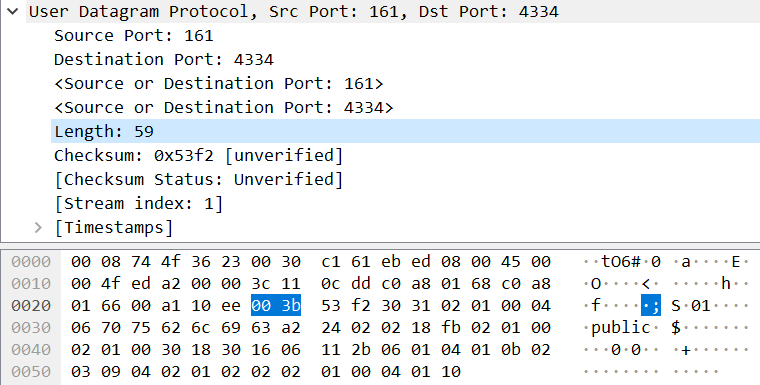 User Datagram Protocol, Src Port: 161, Dst Port: 4334
Source Port: 161
Destination Port: 4334
<Source or Destination Port: 161>
<Source or Destination Port: 4334>
Length: 59
Checksum: 0x53f2 [unverified]
[Checksum Status: Unverified]
[Stream index: 1]
[Timestamps]
0000 00 08 74 4f 36 23 00 30 c1 61 eb ed 08 00 45 00 ··tO6#·0 ·a····E·
0010 00 4f ed a2 00 00 3c 11 0c dd c0 a8 01 68 c0 a8 ·O····<· ·····h··
0020 01 66 00 a1 10 ee 00 3b 53 f2 30 31 02 01 00 04 ·f·····; S·01····
0030 06 70 75 62 6c 69 63 a2 24 02 02 18 fb 02 01 00 ·public· $·······
0040 02 01 00 30 18 30 16 06 11 2b 06 01 04 01 0b 02 ···0·0·· ·+······
0050 03 09 04 02 01 02 02 02 01 00 04 01 10 ········ ·····